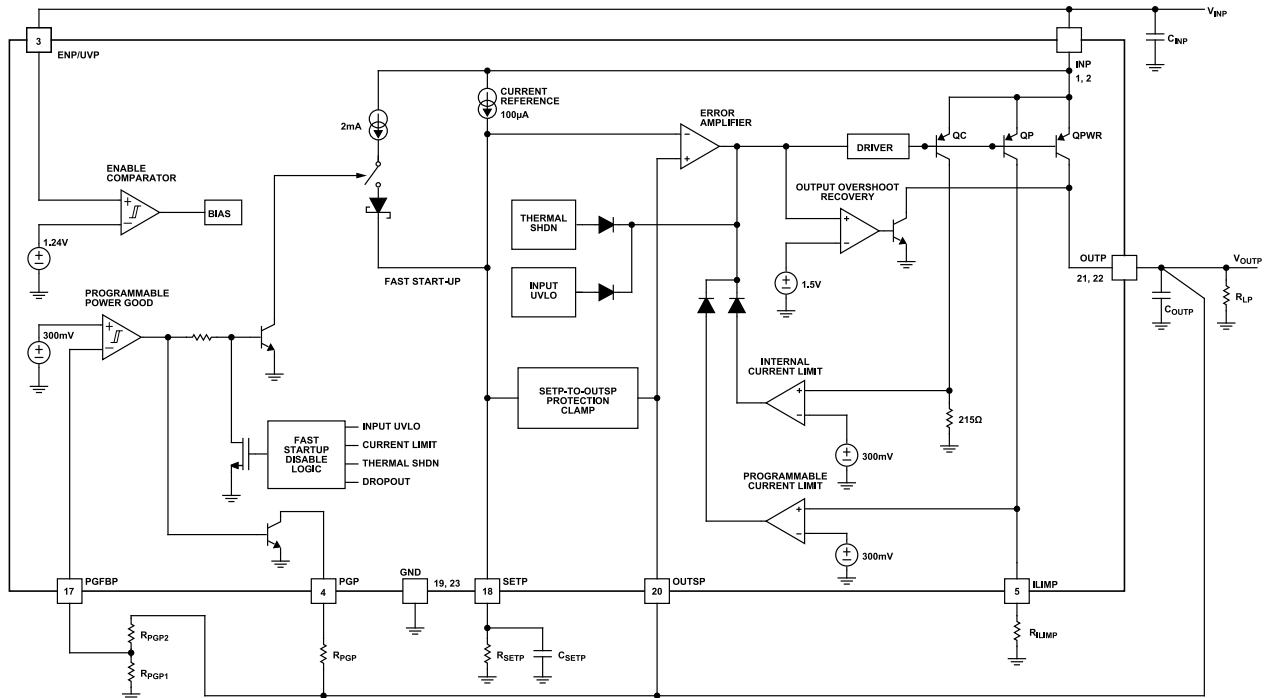 VINP
3
ENP/UVP
CINP
INP
1, 2
CURRENT
REFERENCE
100µA
2mA
ERROR
AMPLIFIER
−
+
QC
QP
QPWR
DRIVER
ENABLE
COMPARATOR
+
−
BIAS
1.24V
OUTPUT OVERSHOOT
RECOVERY
+
−
1.5V
THERMAL
SHDN
INPUT
UVLO
FAST START-UP
OUTP
21, 22
VOUTP
COUTP
RLP
PROGRAMMABLE
POWER GOOD
+
−
300mV
INTERNAL
CURRENT LIMIT
+
−
215Ω
300mV
SETP-TO-OUTSP
PROTECTION
CLAMP
FAST
STARTUP
DISABLE
LOGIC
INPUT UVLO
CURRENT LIMIT
THERMAL SHDN
DROPOUT
PROGRAMMABLE
CURRENT LIMIT
+
−
300mV
17
PGFBP
4
PGP
GND
19, 23
18
SETP
20
OUTSP
5
ILIMP
RPGP2
RPGP1
RPGP
RSETP
CSETP
RILIMP